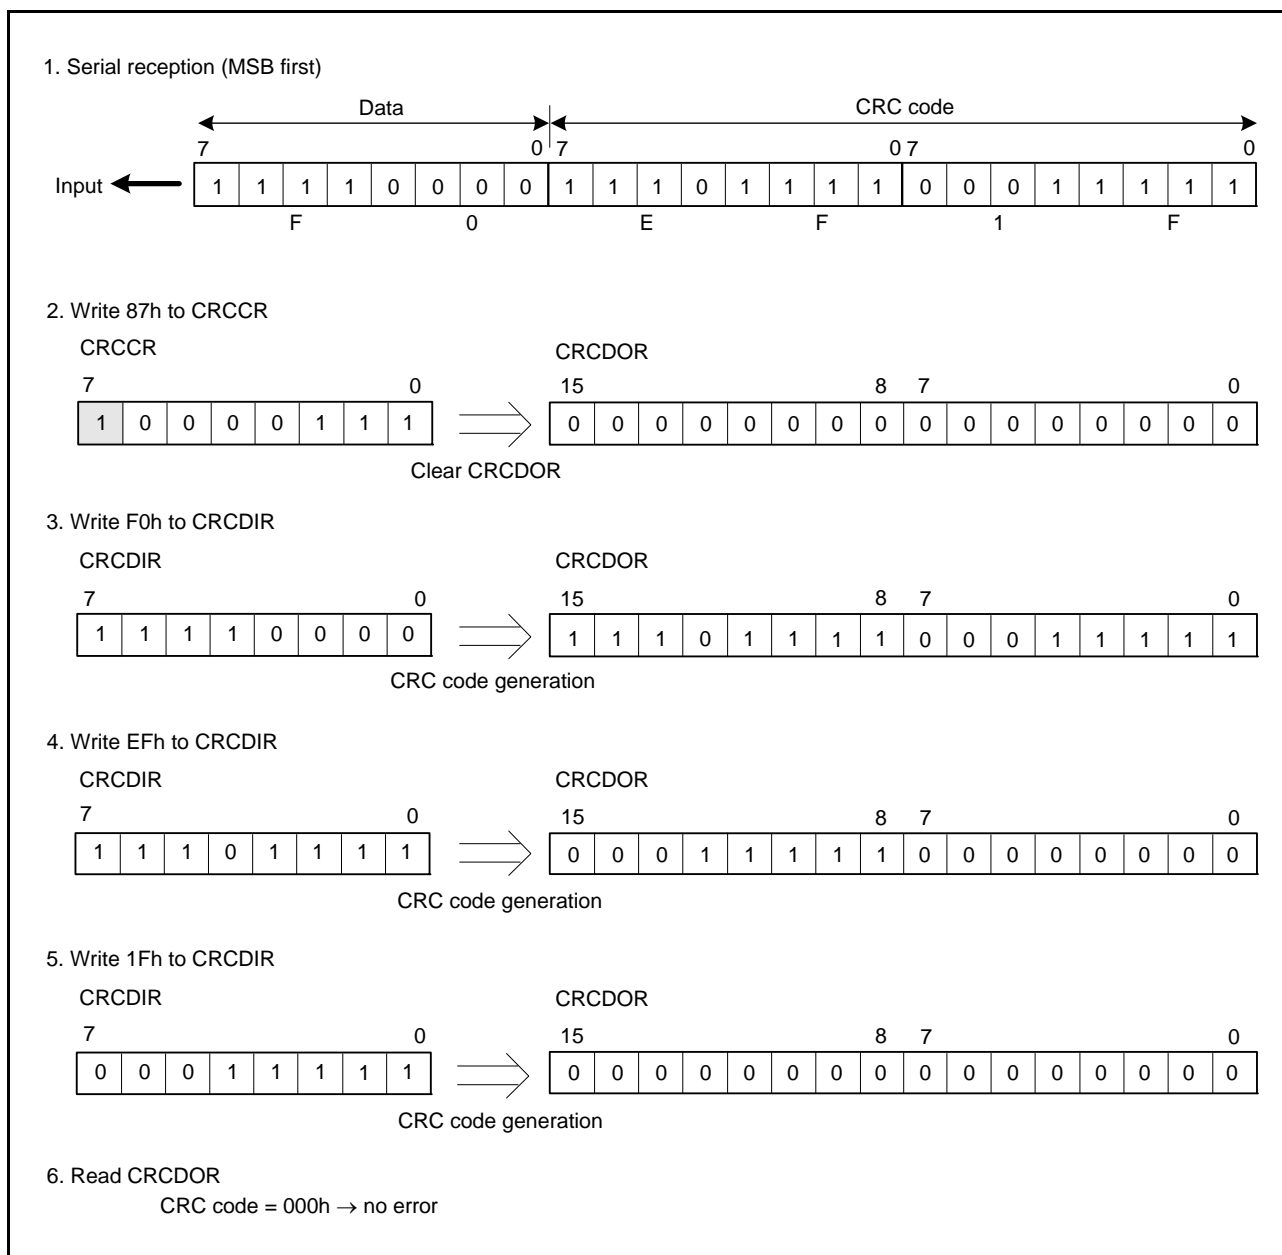 1. Serial reception (MSB first)
Data CRC code
7 0 7 0 7 0
Input 1 1 1 1 0 0 0 0 1 1 1 0 1 1 1 1 0 0 0 1 1 1 1 1
F 0 E F 1 F
2. Write 87h to CRCCR
CRCCR CRCDOR
7 0 15 8 7 0
1 0 0 0 0 1 1 1 0 0 0 0 0 0 0 0 0 0 0 0 0 0 0 0
Clear CRCDOR
3. Write F0h to CRCDIR
CRCDIR CRCDOR
7 0 15 8 7 0
1 1 1 1 0 0 0 0 1 1 1 0 1 1 1 1 0 0 0 1 1 1 1 1
CRC code generation
4. Write EFh to CRCDIR
CRCDIR CRCDOR
7 0 15 8 7 0
1 1 1 0 1 1 1 1 0 0 0 1 1 1 1 1 0 0 0 0 0 0 0 0
CRC code generation
5. Write 1Fh to CRCDIR
CRCDIR CRCDOR
7 0 15 8 7 0
0 0 0 1 1 1 1 1 0 0 0 0 0 0 0 0 0 0 0 0 0 0 0 0
CRC code generation
6. Read CRCDOR
CRC code = 000h → no error